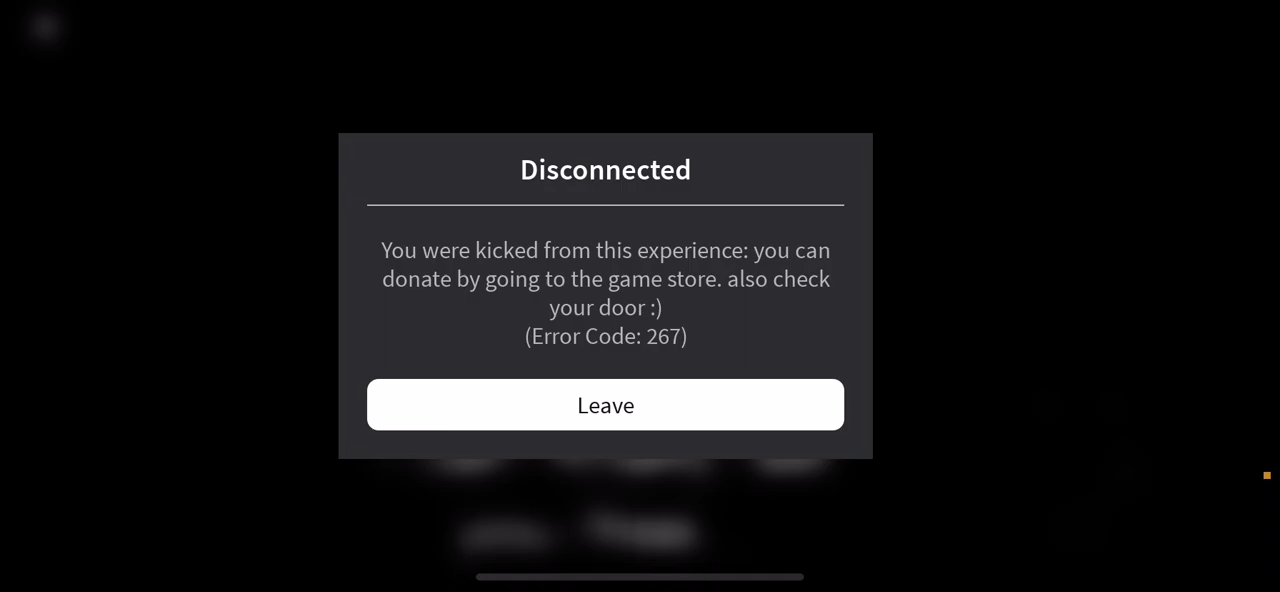 Disconnected
You were kicked from this experience: you can
donate by going to the game store. also check
your door :)
(Error Code: 267)
Leave